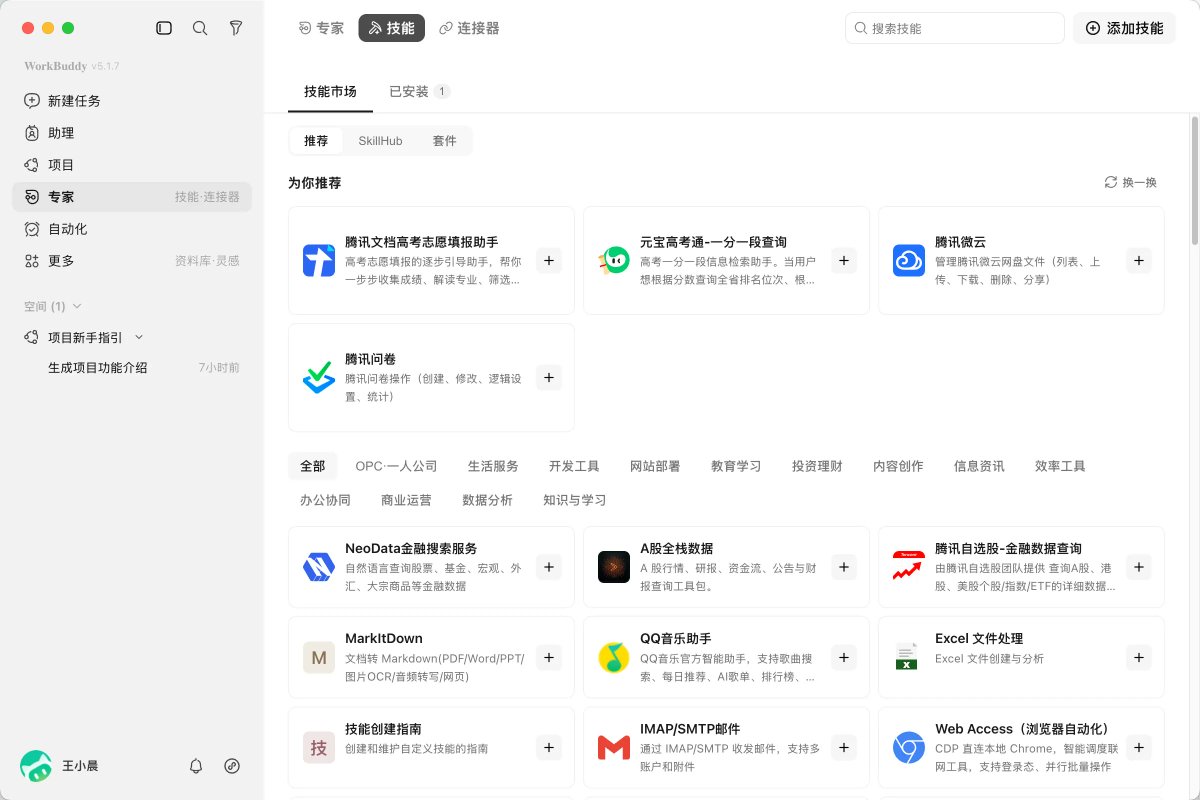 专家
技能
连接器
搜索技能
添加技能
WorkBuddy v5.1.7
新建任务
助理
项目
专家
技能·连接器
自动化
更多
资料库·灵感
空间 (1)
项目新手指引
生成项目功能介绍
7小时前
王小晨
技能市场
已安装 1
推荐
SkillHub
套件
为你推荐
换一换
腾讯文档高考志愿填报助手
高考志愿填报的逐步引导助手，帮你
一步步收集成绩、解读专业、筛选...
元宝高考通-一分一段查询
高考一分一段信息检索助手。当用户
想根据分数查询全省排名位次、根...
腾讯微云
管理腾讯微云网盘文件（列表、上
传、下载、删除、分享）
腾讯问卷
腾讯问卷操作（创建、修改、逻辑设
置、统计）
全部
OPC·一人公司
生活服务
开发工具
网站部署
教育学习
投资理财
内容创作
信息资讯
效率工具
办公协同
商业运营
数据分析
知识与学习
NeoData金融搜索服务
自然语言查询股票、基金、宏观、外
汇、大宗商品等金融数据
A股全栈数据
A 股行情、研报、资金流、公告与财
报查询工具包。
腾讯自选股-金融数据查询
由腾讯自选股团队提供 查询A股、港
股、美股个股/指数/ETF的详细数据...
M
MarkItDown
文档转 Markdown(PDF/Word/PPT/
图片OCR/音频转写/网页)
QQ音乐助手
QQ音乐官方智能助手，支持歌曲搜
索、每日推荐、AI歌单、排行榜、...
X
Excel 文件处理
Excel 文件创建与分析
技
技能创建指南
创建和维护自定义技能的指南
IMAP/SMTP邮件
通过 IMAP/SMTP 收发邮件，支持多
账户和附件
Web Access（浏览器自动化）
CDP 直连本地 Chrome，智能调度联
网工具，支持登录态、并行批量操作